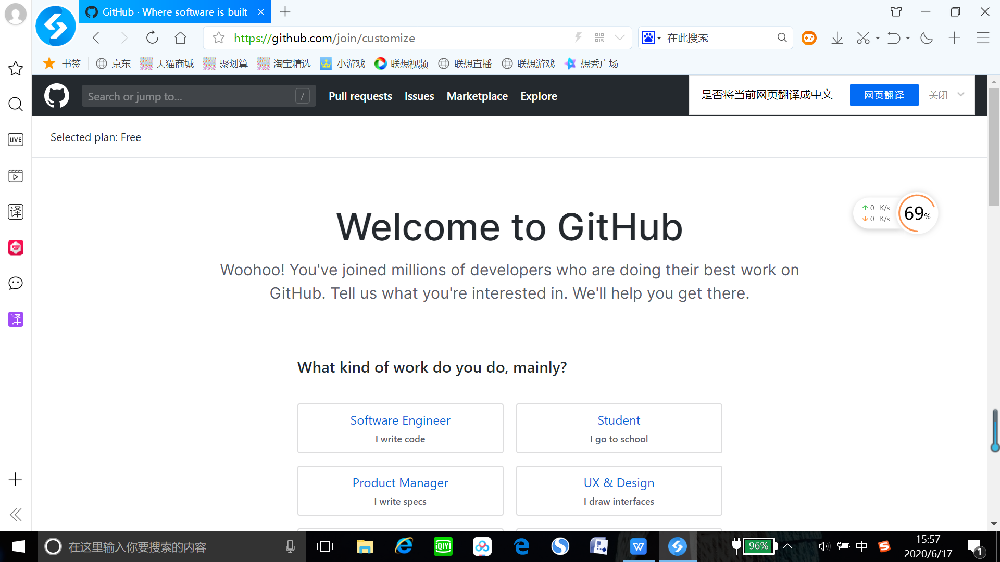 GitHub · Where software is built
https://github.com/join/customize
在此搜索
书签
京东
天猫商城
聚划算
淘宝精选
小游戏
联想视频
联想直播
联想游戏
想秀广场
LIVE
译
译
Search or jump to...
/
Pull requests
Issues
Marketplace
Explore
是否将当前网页翻译成中文
网页翻译
关闭
Selected plan: Free
↑ 0 K/s
↓ 0 K/s
69%
Welcome to GitHub
Woohoo! You've joined millions of developers who are doing their best work on
GitHub. Tell us what you're interested in. We'll help you get there.
What kind of work do you do, mainly?
Software Engineer
I write code
Student
I go to school
Product Manager
I write specs
UX & Design
I draw interfaces
在这里输入你要搜索的内容
iQIYI
96%
中
15:57
2020/6/17
1